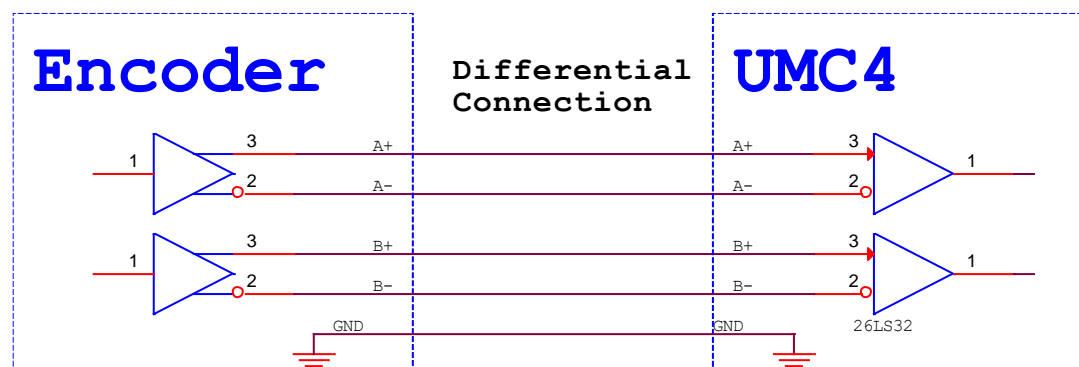 Encoder
Differential
Connection
UMC4
3 A+ A+ 3
1 1
2 A- A- 2
3 B+ B+ 3
1 1
2 B- B- 2
GND GND 26LS32